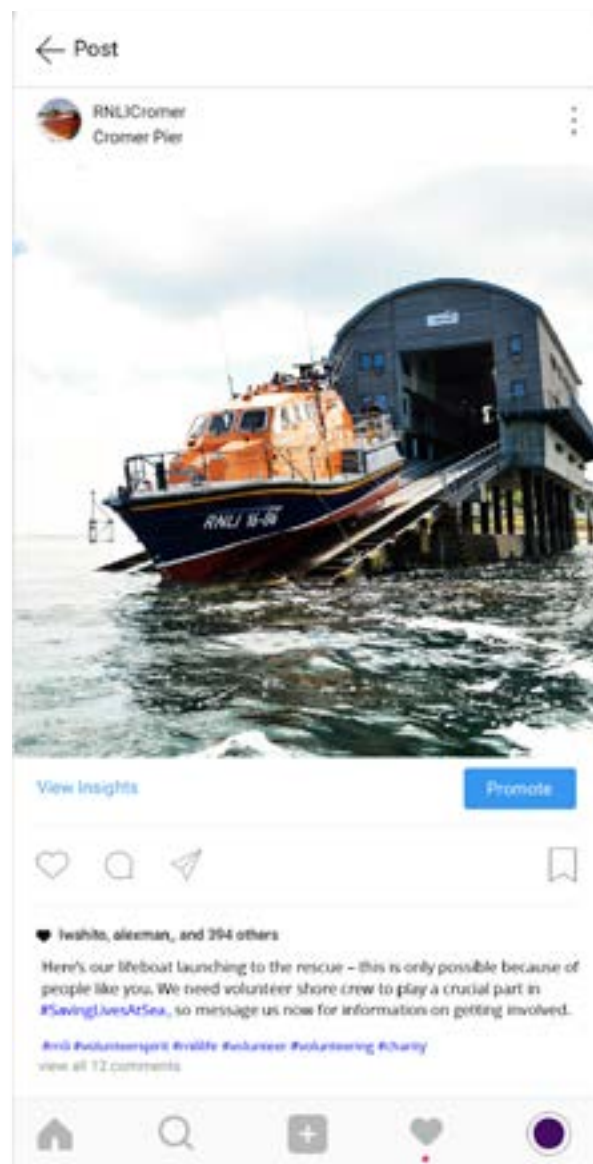 Post
RNLICromer
Cromer Pier
RNLI 16-04
View Insights
Promote
lwahito, alexman, and 394 others
Here's our lifeboat launching to the rescue – this is only possible because of
people like you. We need volunteer shore crew to play a crucial part in
#SavingLivesAtSea, so message us now for information on getting involved.
#rnli #volunteerspirit #rnlilife #volunteer #volunteering #charity
view all 12 comments